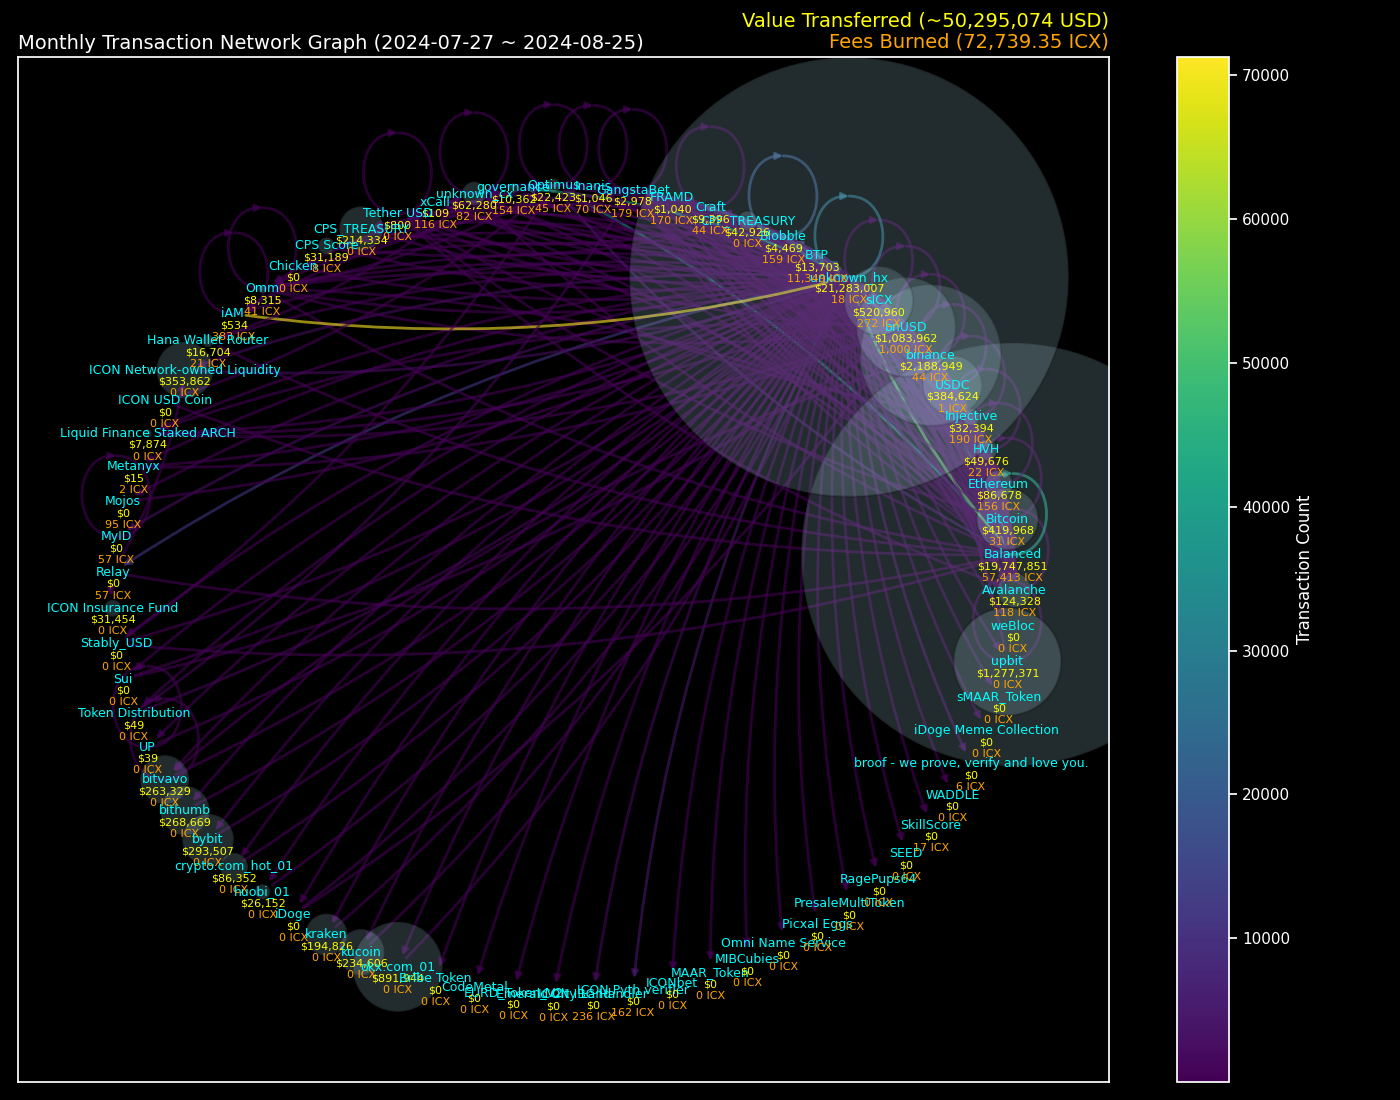 Value Transferred (~50,295,074 USD)
Monthly Transaction Network Graph (2024-07-27 ~ 2024-08-25)
Fees Burned (72,739.35 ICX)
Optimus
$22,423
45 ICX
Inanis
$1,046
70 ICX
GangstaBet
$2,978
179 ICX
FRAMD
$1,040
170 ICX
Craft
$9,396
44 ICX
TREASURY
$42,926
0 ICX
Blobble
$4,469
159 ICX
BTP
$13,703
unknown_hx
$21,283,007
18 ICX
sICX
$520,960
272 ICX
bnUSD
$1,083,962
1,000 ICX
binance
$2,188,949
44 ICX
USDC
$384,624
1 ICX
Injective
$32,394
190 ICX
HVH
$49,676
22 ICX
Ethereum
$86,678
156 ICX
Bitcoin
$419,968
31 ICX
Balanced
$19,747,851
57,413 ICX
Avalanche
$124,328
118 ICX
weBloc
$0
0 ICX
upbit
$1,277,371
0 ICX
sMAAR_Token
$0
0 ICX
iDoge Meme Collection
$0
0 ICX
broof - we prove, verify and love you.
$0
6 ICX
WADDLE
$0
0 ICX
SkillScore
$0
17 ICX
SEED
$0
0 ICX
RagePups64
$0
0 ICX
PresaleMultiToken
$0
0 ICX
Picxal Eggs
$0
0 ICX
Omni Name Service
$0
0 ICX
MIBCubies
$0
0 ICX
MAAR_Token
$0
0 ICX
ICONbet
$0
0 ICX
ICON Pyth Verifier
$0
162 ICX
$0
236 ICX
$0
0 ICX
$0
0 ICX
CodeMetal
$0
0 ICX
Bribe Token
$0
0 ICX
okx.com_01
0 ICX
kucoin
$234,606
0 ICX
kraken
$194,826
0 ICX
iDoge
$0
0 ICX
huobi_01
$26,152
0 ICX
crypto.com_hot_01
$86,352
0 ICX
bybit
$293,507
0 ICX
bithumb
$268,669
0 ICX
bitvavo
$263,329
0 ICX
UP
$39
0 ICX
Token Distribution
$49
0 ICX
Sui
$0
0 ICX
Stably_USD
$0
0 ICX
ICON Insurance Fund
$31,454
0 ICX
Relay
$0
57 ICX
MyID
$0
57 ICX
Mojos
$0
95 ICX
Metanyx
$15
2 ICX
Liquid Finance Staked ARCH
$7,874
0 ICX
ICON USD Coin
$0
0 ICX
ICON Network-owned Liquidity
$353,862
0 ICX
Hana Wallet Router
$16,704
21 ICX
iAM
$534
Omm
$8,315
41 ICX
Chicken
$0
0 ICX
CPS Score
$31,189
8 ICX
CPS_TREASURY
$214,334
0 ICX
Tether USD
0 ICX
xCall
$109
116 ICX
unknown_cx
$62,280
82 ICX
governance
$10,362
154 ICX
70000
60000
50000
40000
30000
20000
10000
Transaction Count